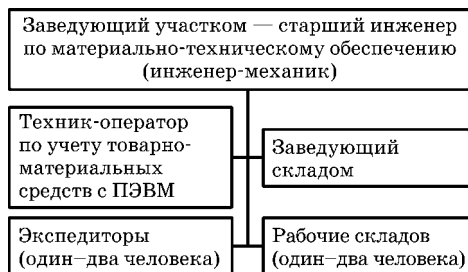 Заведующий участком — старший инженер
по материально-техническому обеспечению
(инженер-механик)
Техник-оператор
по учету товарно-
материальных
средств с ПЭВМ
Заведующий
складом
Экспедиторы
(один–два человека)
Рабочие складов
(один–два человека)